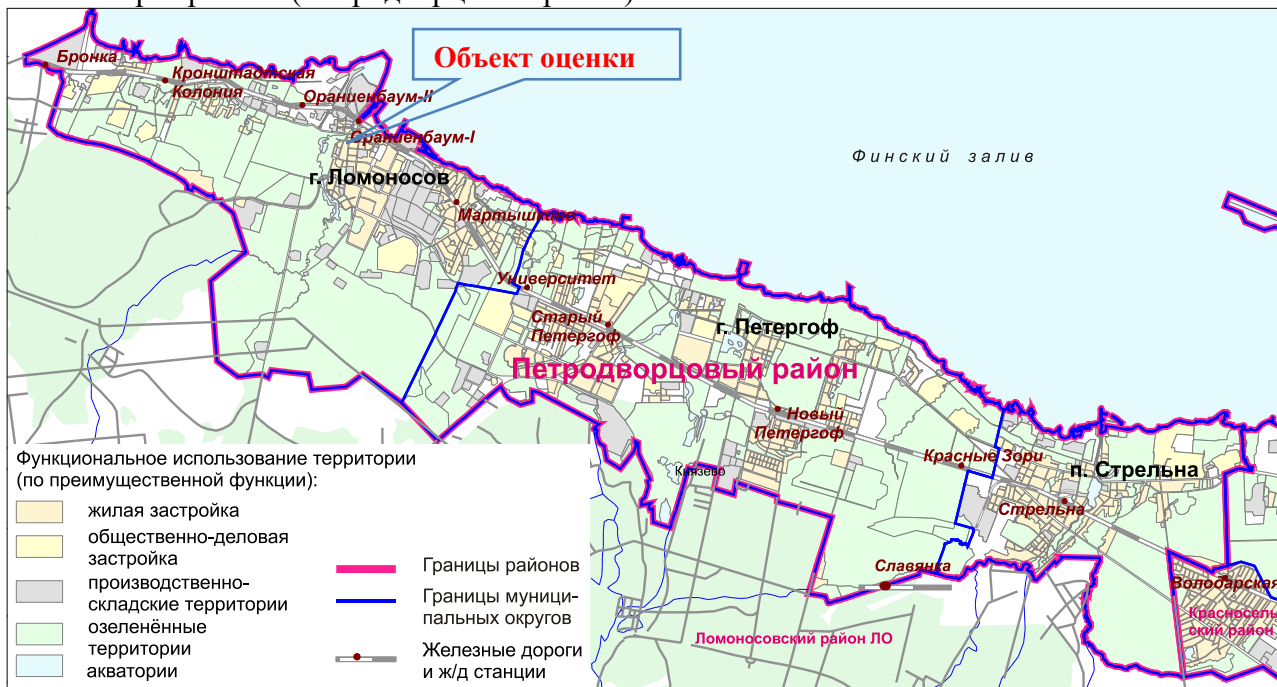 Объект оценки
Бронка
Кронштадтская
Колония
Ораниенбаум-II
Ораниенбаум-I
Финский залив
г. Ломоносов
Мартышкино
Университет
Старый
Петергоф
г. Петергоф
Петродворцовый район
Новый
Петергоф
Красные Зори
п. Стрельна
Князево
Стрельна
Славянка
Володарская
Красносель
ский район
Ломоносовский район ЛО
Функциональное использование территории
(по преимущественной функции):
жилая застройка
общественно-деловая
застройка
производственно-
складские территории
озеленённые
территории
акватории
Границы районов
Границы муници-
пальных округов
Железные дороги
и ж/д станции